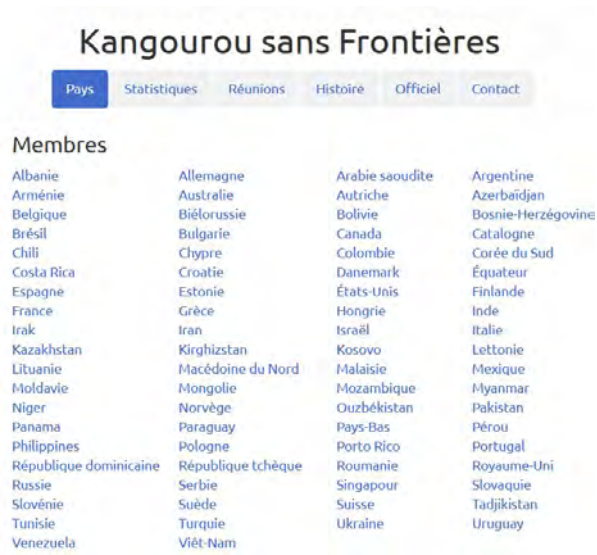 Kangourou sans Frontières
Pays Statistiques Réunions Histoire Officiel Contact
Membres
Albanie Allemagne Arabie saoudite Argentine
Arménie Australie Autriche Azerbaïdjan
Belgique Biélorussie Bolivie Bosnie-Herzégovine
Brésil Bulgarie Canada Catalogne
Chili Chypre Colombie Corée du Sud
Costa Rica Croatie Danemark Équateur
Espagne Estonie États-Unis Finlande
France Grèce Hongrie Inde
Irak Iran Israël Italie
Kazakhstan Kirghizstan Kosovo Lettonie
Lituanie Macédoine du Nord Malaisie Mexique
Moldavie Mongolie Mozambique Myanmar
Niger Norvège Ouzbékistan Pakistan
Panama Paraguay Pays-Bas Pérou
Philippines Pologne Porto Rico Portugal
République dominicaine République tchèque Roumanie Royaume-Uni
Russie Serbie Singapour Slovaquie
Slovénie Suède Suisse Tadjikistan
Tunisie Turquie Ukraine Uruguay
Venezuela Viêt-Nam